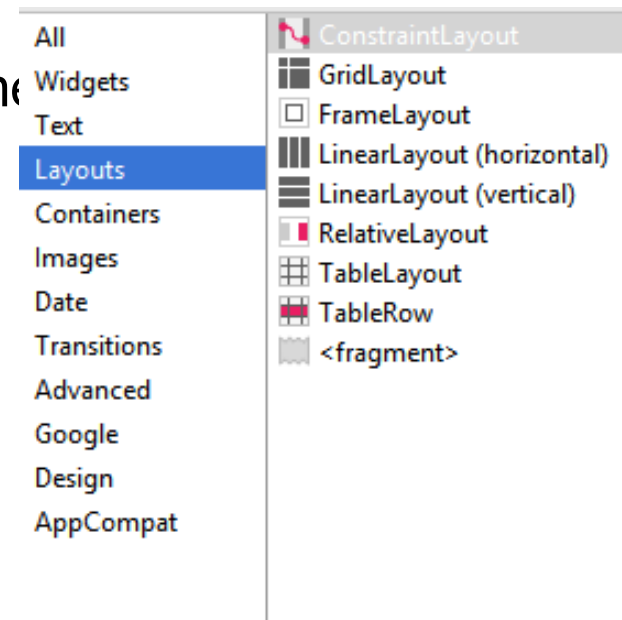 All
Widgets
Text
Layouts
Containers
Images
Date
Transitions
Advanced
Google
Design
AppCompat
ConstraintLayout
GridLayout
FrameLayout
LinearLayout (horizontal)
LinearLayout (vertical)
RelativeLayout
TableLayout
TableRow
<fragment>